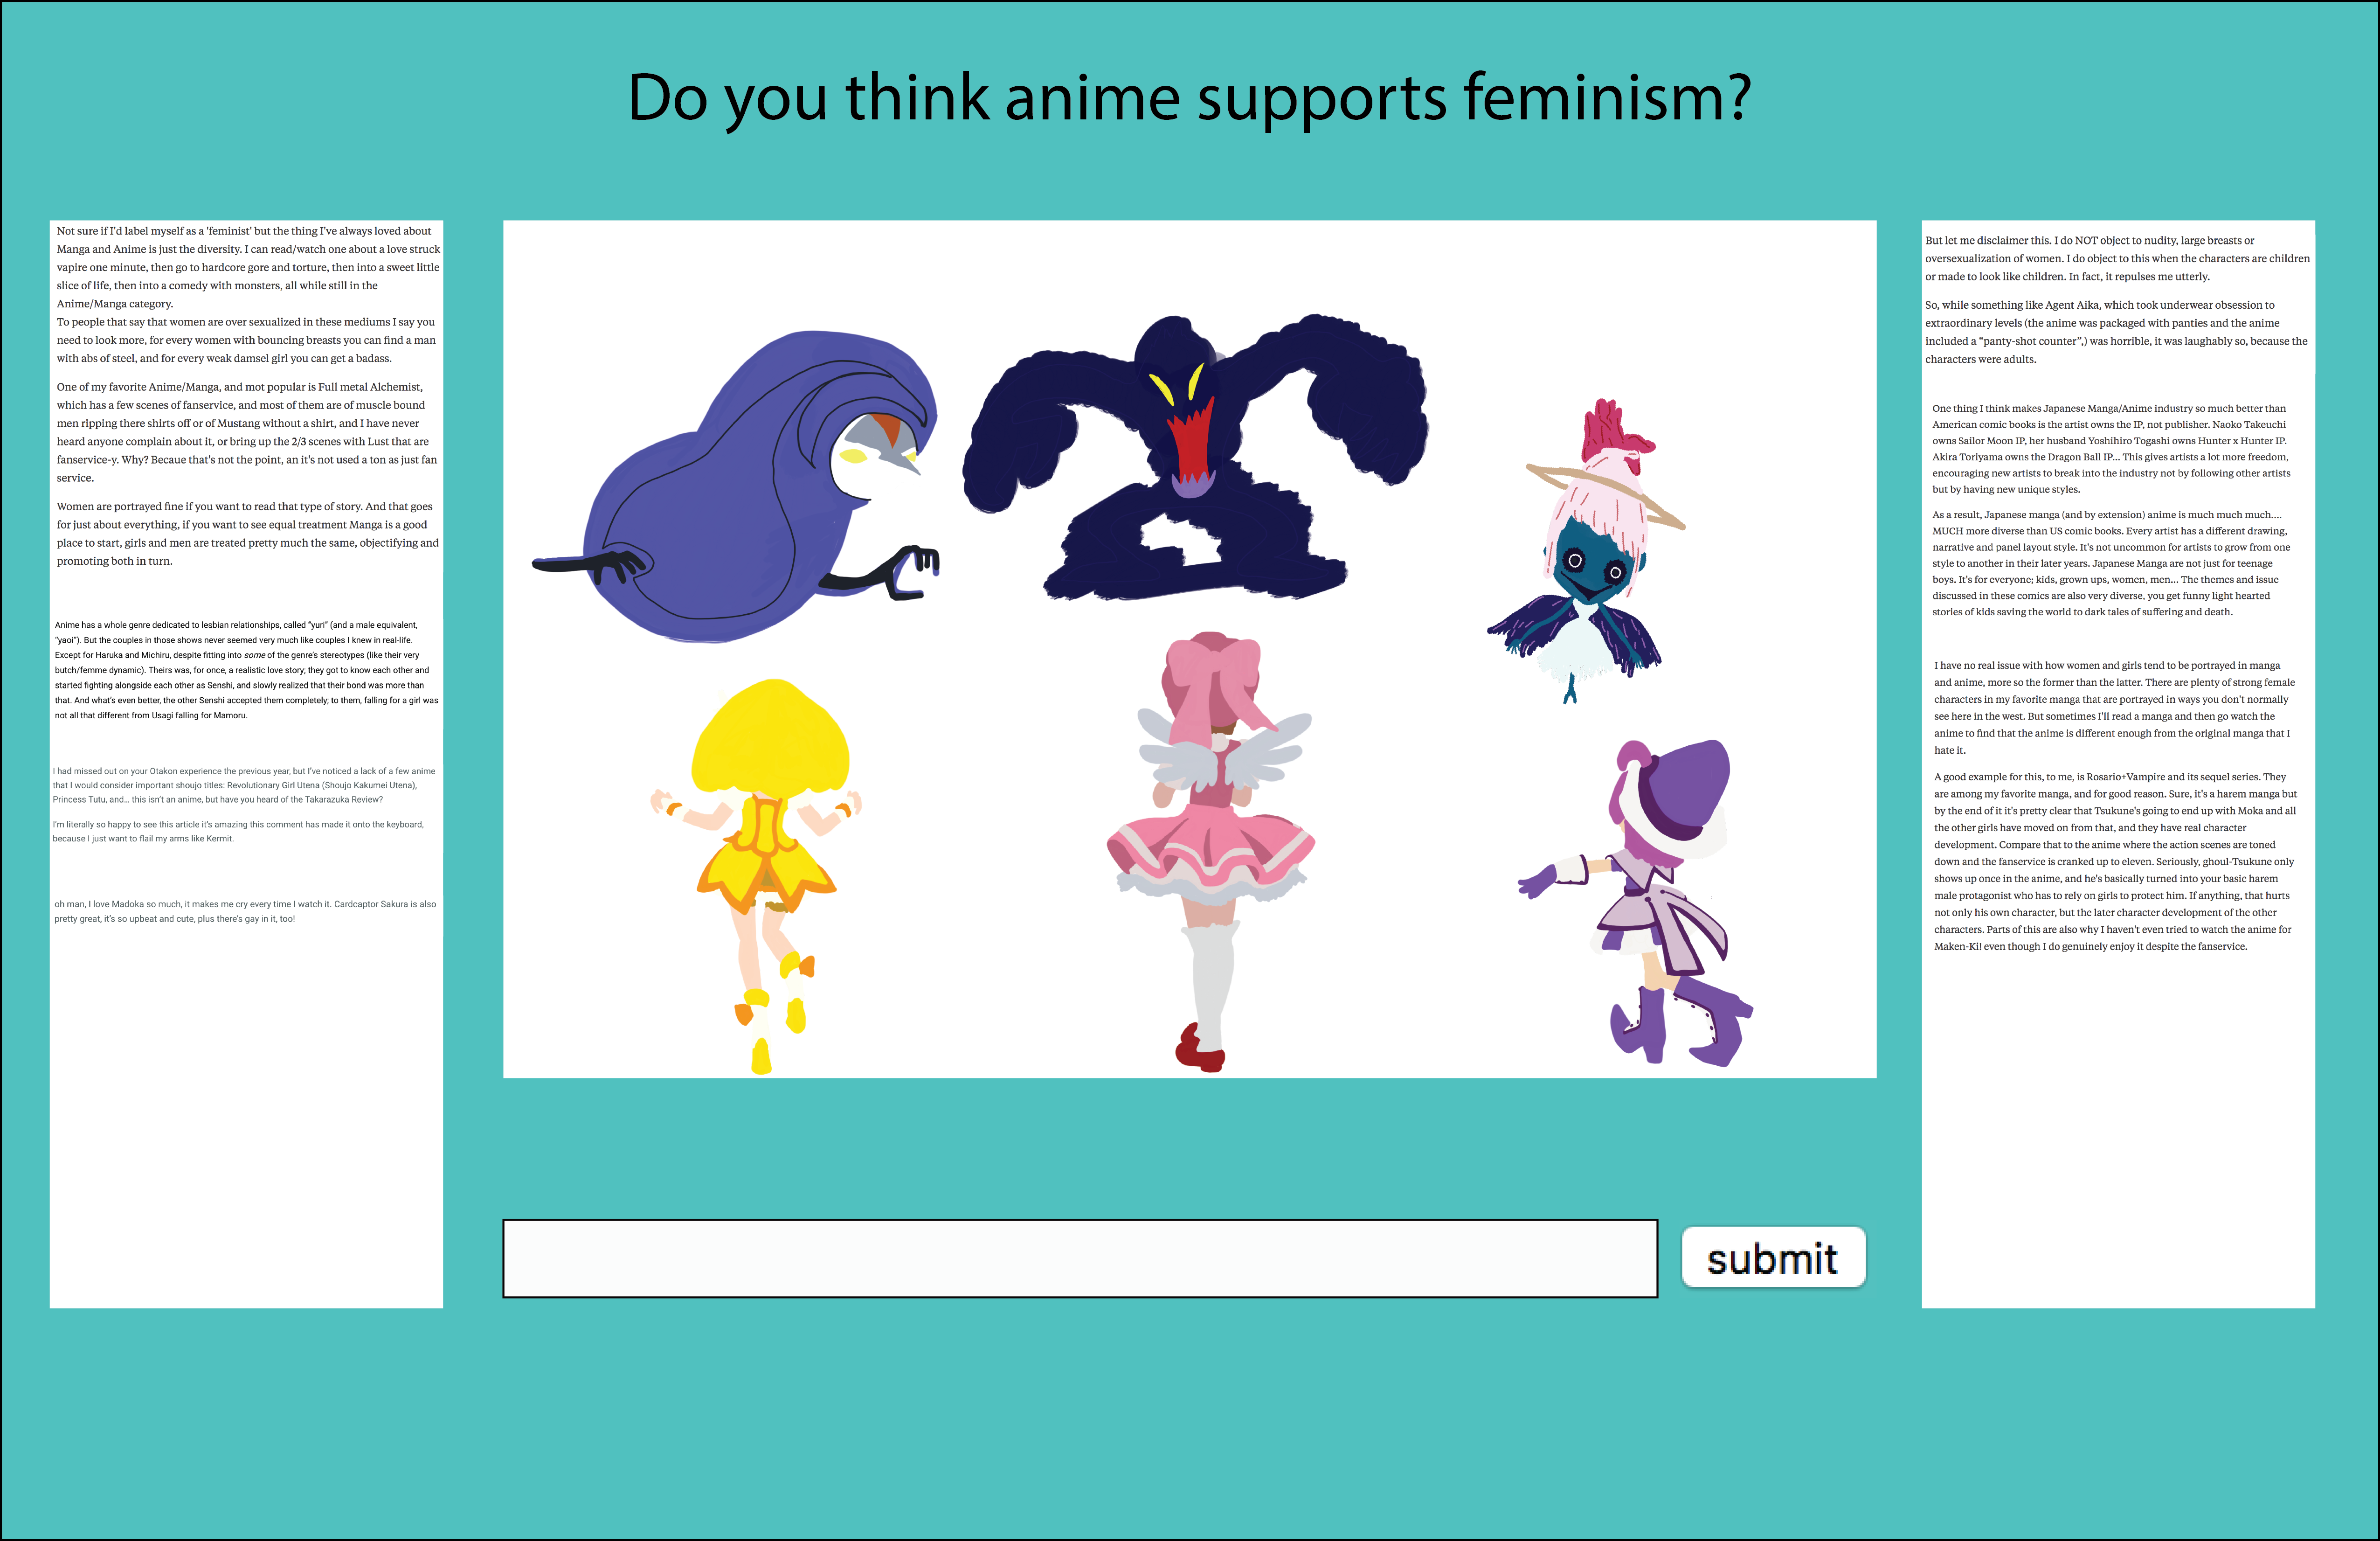 Do you think anime supports feminism?
Not sure if I'd label myself as a 'feminist' but the thing I've always loved about
Manga and Anime is just the diversity. I can read/watch one about a love struck
vapire one minute, then go to hardcore gore and torture, then into a sweet little
slice of life, then into a comedy with monsters, all while still in the
Anime/Manga category.
To people that say that women are over sexualized in these mediums I say you
need to look more, for every women with bouncing breasts you can find a man
with abs of steel, and for every weak damsel girl you can get a badass.
One of my favorite Anime/Manga, and mot popular is Full metal Alchemist,
which has a few scenes of fanservice, and most of them are of muscle bound
men ripping there shirts off or of Mustang without a shirt, and I have never
heard anyone complain about it, or bring up the 2/3 scenes with Lust that are
fanservice-y. Why? Becaue that's not the point, an it's not used a ton as just fan
service.
Women are portrayed fine if you want to read that type of story. And that goes
for just about everything, if you want to see equal treatment Manga is a good
place to start, girls and men are treated pretty much the same, objectifying and
promoting both in turn.
Anime has a whole genre dedicated to lesbian relationships, called "yuri" (and a male equivalent,
"yaoi"). But the couples in those shows never seemed very much like couples I knew in real-life.
Except for Haruka and Michiru, despite fitting into some of the genre's stereotypes (like their very
butch/femme dynamic). Theirs was, for once, a realistic love story; they got to know each other and
started fighting alongside each other as Senshi, and slowly realized that their bond was more than
that. And what's even better, the other Senshi accepted them completely; to them, falling for a girl was
not all that different from Usagi falling for Mamoru.
I had missed out on your Otakon experience the previous year, but I've noticed a lack of a few anime
that I would consider important shoujo titles: Revolutionary Girl Utena (Shoujo Kakumei Utena),
Princess Tutu, and... this isn't an anime, but have you heard of the Takarazuka Review?
I'm literally so happy to see this article it's amazing this comment has made it onto the keyboard,
because I just want to flail my arms like Kermit.
oh man, I love Madoka so much, it makes me cry every time I watch it. Cardcaptor Sakura is also
pretty great, it's so upbeat and cute, plus there's gay in it, too!
But let me disclaimer this. I do NOT object to nudity, large breasts or
oversexualization of women. I do object to this when the characters are children
or made to look like children. In fact, it repulses me utterly.
So, while something like Agent Aika, which took underwear obsession to
extraordinary levels (the anime was packaged with panties and the anime
included a "panty-shot counter",) was horrible, it was laughably so, because the
characters were adults.
One thing I think makes Japanese Manga/Anime industry so much better than
American comic books is the artist owns the IP, not publisher. Naoko Takeuchi
owns Sailor Moon IP, her husband Yoshihiro Togashi owns Hunter x Hunter IP.
Akira Toriyama owns the Dragon Ball IP... This gives artists a lot more freedom,
encouraging new artists to break into the industry not by following other artists
but by having new unique styles.
As a result, Japanese manga (and by extension) anime is much much much....
MUCH more diverse than US comic books. Every artist has a different drawing,
narrative and panel layout style. It's not uncommon for artists to grow from one
style to another in their later years. Japanese Manga are not just for teenage
boys. It's for everyone; kids, grown ups, women, men... The themes and issue
discussed in these comics are also very diverse, you get funny light hearted
stories of kids saving the world to dark tales of suffering and death.
I have no real issue with how women and girls tend to be portrayed in manga
and anime, more so the former than the latter. There are plenty of strong female
characters in my favorite manga that are portrayed in ways you don't normally
see here in the west. But sometimes I'll read a manga and then go watch the
anime to find that the anime is different enough from the original manga that I
hate it.
A good example for this, to me, is Rosario+Vampire and its sequel series. They
are among my favorite manga, and for good reason. Sure, it's a harem manga but
by the end of it it's pretty clear that Tsukune's going to end up with Moka and all
the other girls have moved on from that, and they have real character
development. Compare that to the anime where the action scenes are toned
down and the fanservice is cranked up to eleven. Seriously, ghoul-Tsukune only
shows up once in the anime, and he's basically turned into your basic harem
male protagonist who has to rely on girls to protect him. If anything, that hurts
not only his own character, but the later character development of the other
characters. Parts of this are also why I haven't even tried to watch the anime for
Maken-Ki! even though I do genuinely enjoy it despite the fanservice.
submit